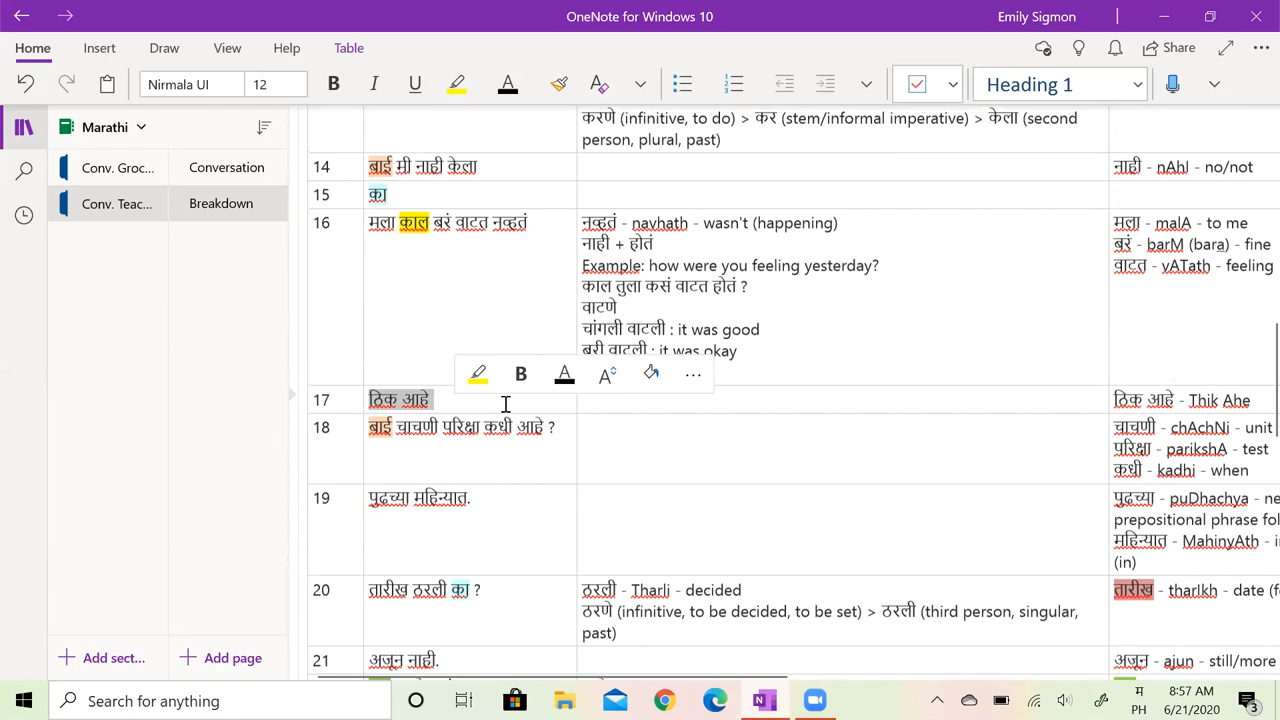 OneNote for Windows 10
Emily Sigmon
Home Insert Draw View Help Table
Share
Nirmala UI 12 B I U A Heading 1
Marathi
Conv. Groc... Conversation
Conv. Teac... Breakdown
करणे (infinitive, to do) > कर (stem/informal imperative) > केला (second
person, plural, past)
14 बाई मी नाही केला नाही - nAhI - no/not
15 का
16 मला काल बरं वाटत नव्हतं नव्हतं - navhath - wasn't (happening) मला - malA - to me
नाही + होतं बरं - barM (bara) - fine
Example: how were you feeling yesterday? वाटत - vATath - feeling
काल तुला कसं वाटत होतं ?
वाटणे
चांगली वाटली : it was good
बरी वाटली : it was okay
B A A
17 ठिक आहे ठिक आहे - Thik Ahe
18 बाई चाचणी परिक्षा कधी आहे ? चाचणी - chAchNi - unit
परिक्षा - parikshA - test
कधी - kadhi - when
19 पुढच्या महिन्यात. पुढच्या - puDhachya - ne
prepositional phrase fol
महिन्यात - MahinyAth - i
(in)
20 तारीख ठरली का ? ठरली - Tharli - decided तारीख - tharIkh - date (f
ठरणे (infinitive, to be decided, to be set) > ठरली (third person, singular,
past)
21 अजून नाही. अजून - ajun - still/more
Add sect... Add page
Search for anything
म
PH
8:57 AM
6/21/2020
3